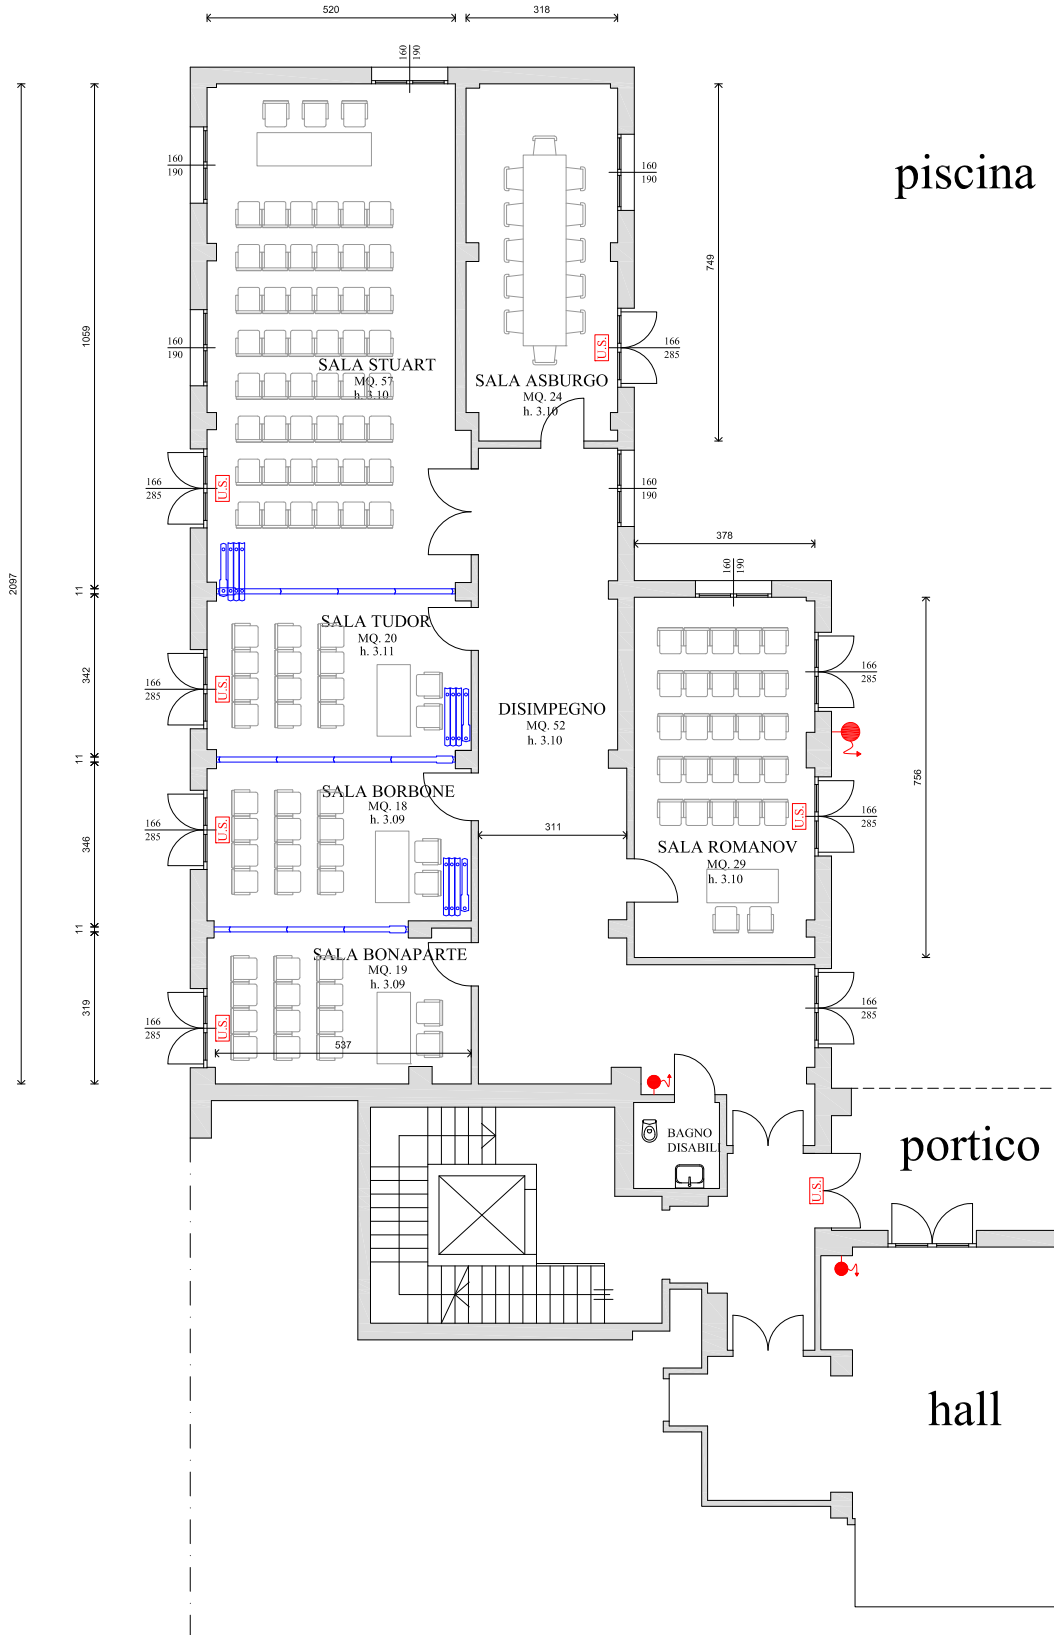 520
318
160
190
160
190
160
190
piscina
749
1059
160
190
166
285
U.S.
SALA STUART
MQ. 57
h. 3.10
SALA ASBURGO
MQ. 24
h. 3.10
166
285
U.S.
160
190
378
160
190
2097
11
SALA TUDOR
MQ. 20
h. 3.11
342
166
285
U.S.
166
285
DISIMPEGNO
MQ. 52
h. 3.10
11
756
SALA BORBONE
MQ. 18
h. 3.09
346
166
285
U.S.
311
U.S.
166
285
SALA ROMANOV
MQ. 29
h. 3.10
11
SALA BONAPARTE
MQ. 19
h. 3.09
319
166
285
U.S.
537
166
285
BAGNO
DISABILI
portico
U.S.
hall